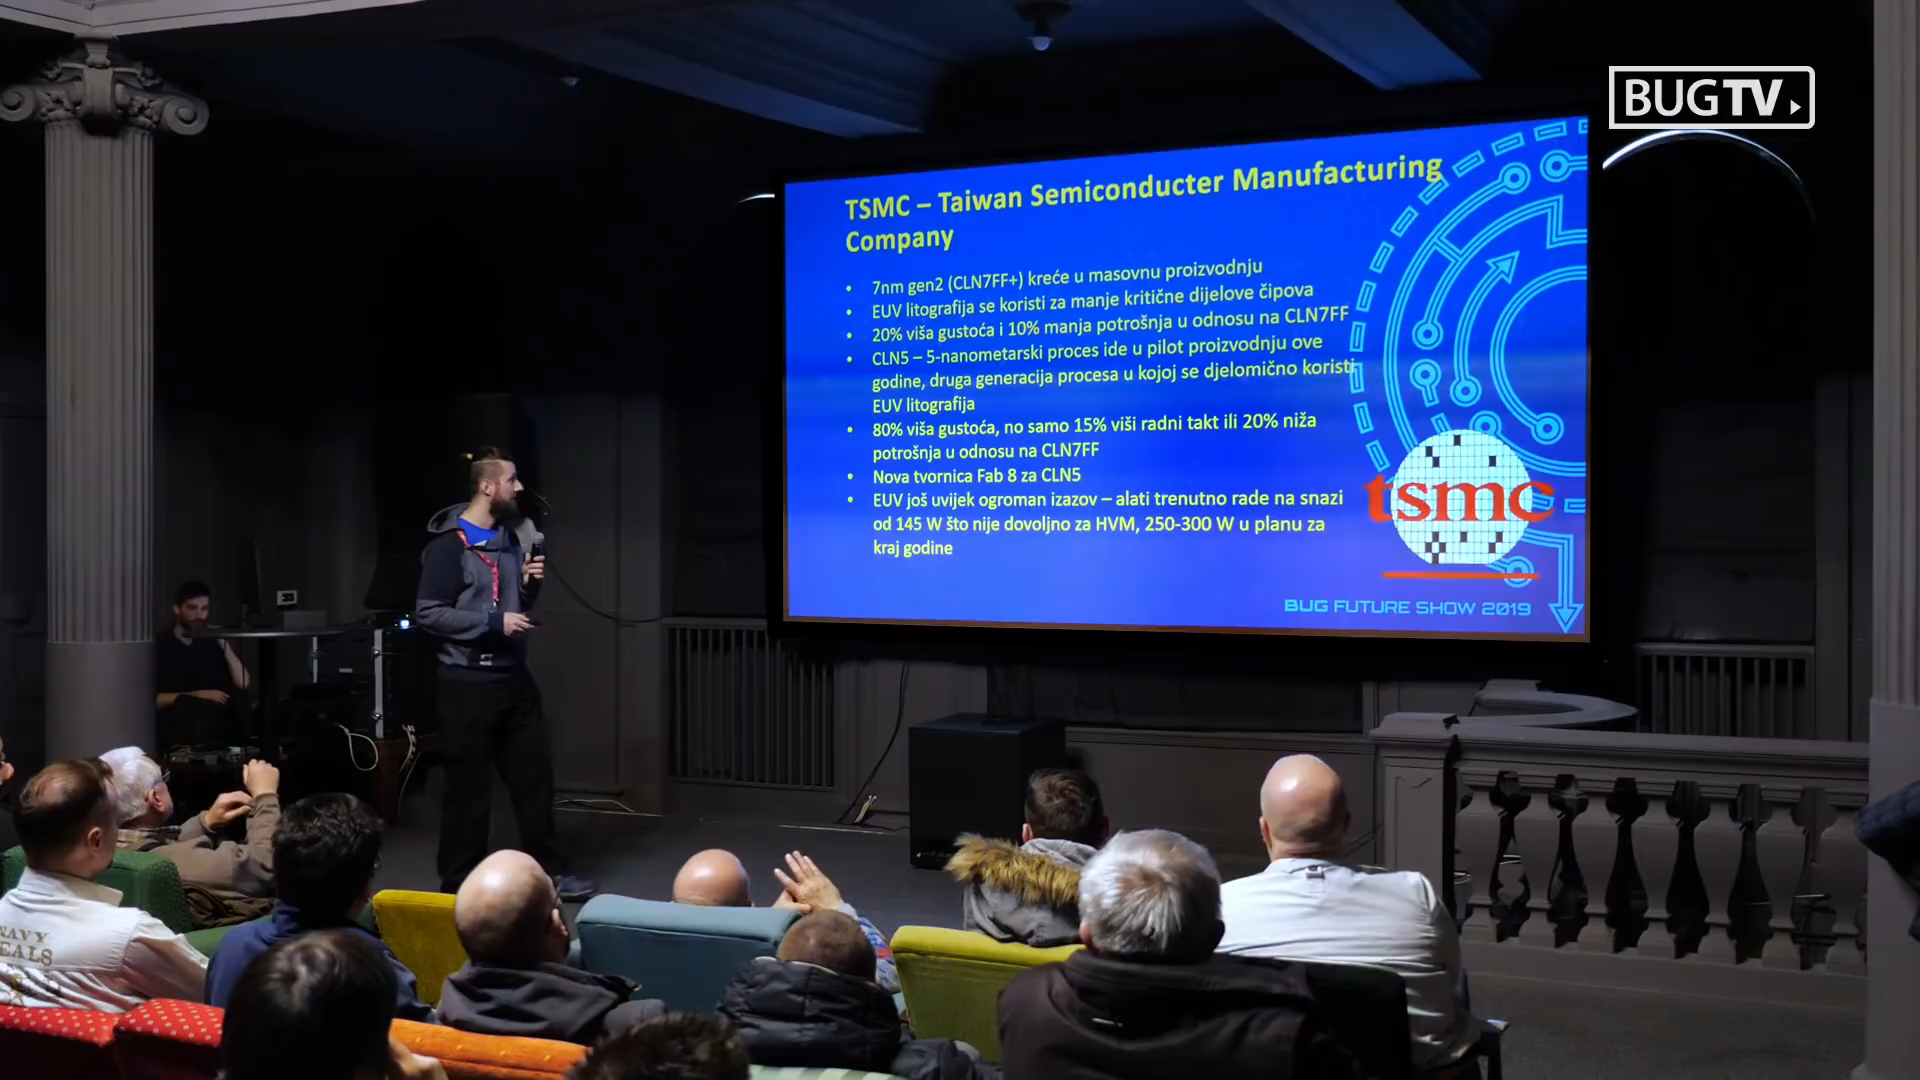 BUGTV
TSMC – Taiwan Semiconducter Manufacturing
Company
• 7nm gen2 (CLN7FF+) kreće u masovnu proizvodnju
• EUV litografija se koristi za manje kritične dijelove čipova
• 20% viša gustoća i 10% manja potrošnja u odnosu na CLN7FF
• CLN5 – 5-nanometarski proces ide u pilot proizvodnju ove
godine, druga generacija procesa u kojoj se djelomično koristi
EUV litografija
• 80% viša gustoća, no samo 15% viši radni takt ili 20% niža
potrošnja u odnosu na CLN7FF
• Nova tvornica Fab 8 za CLN5
• EUV još uvijek ogroman izazov – alati trenutno rade na snazi
od 145 W što nije dovoljno za HVM, 250-300 W u planu za
kraj godine
tsmc
BUG FUTURE SHOW 2019
NAVY